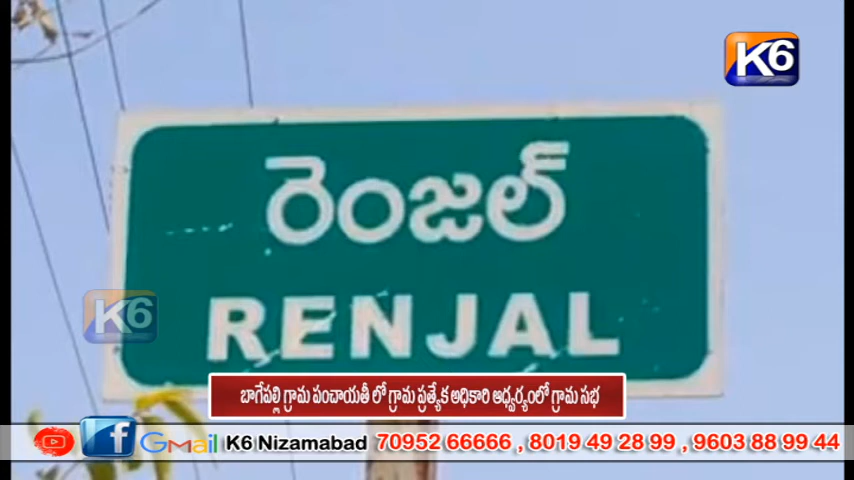 K6
రెంజల్
RENJAL
K6
బాగేపల్లి గ్రామ పంచాయతీ లో గ్రామ ప్రత్యేక అధికారి ఆధ్వర్యంలో గ్రామ సభ
f Gmail K6 Nizamabad 70952 66666 , 8019 49 28 99 , 9603 88 99 44